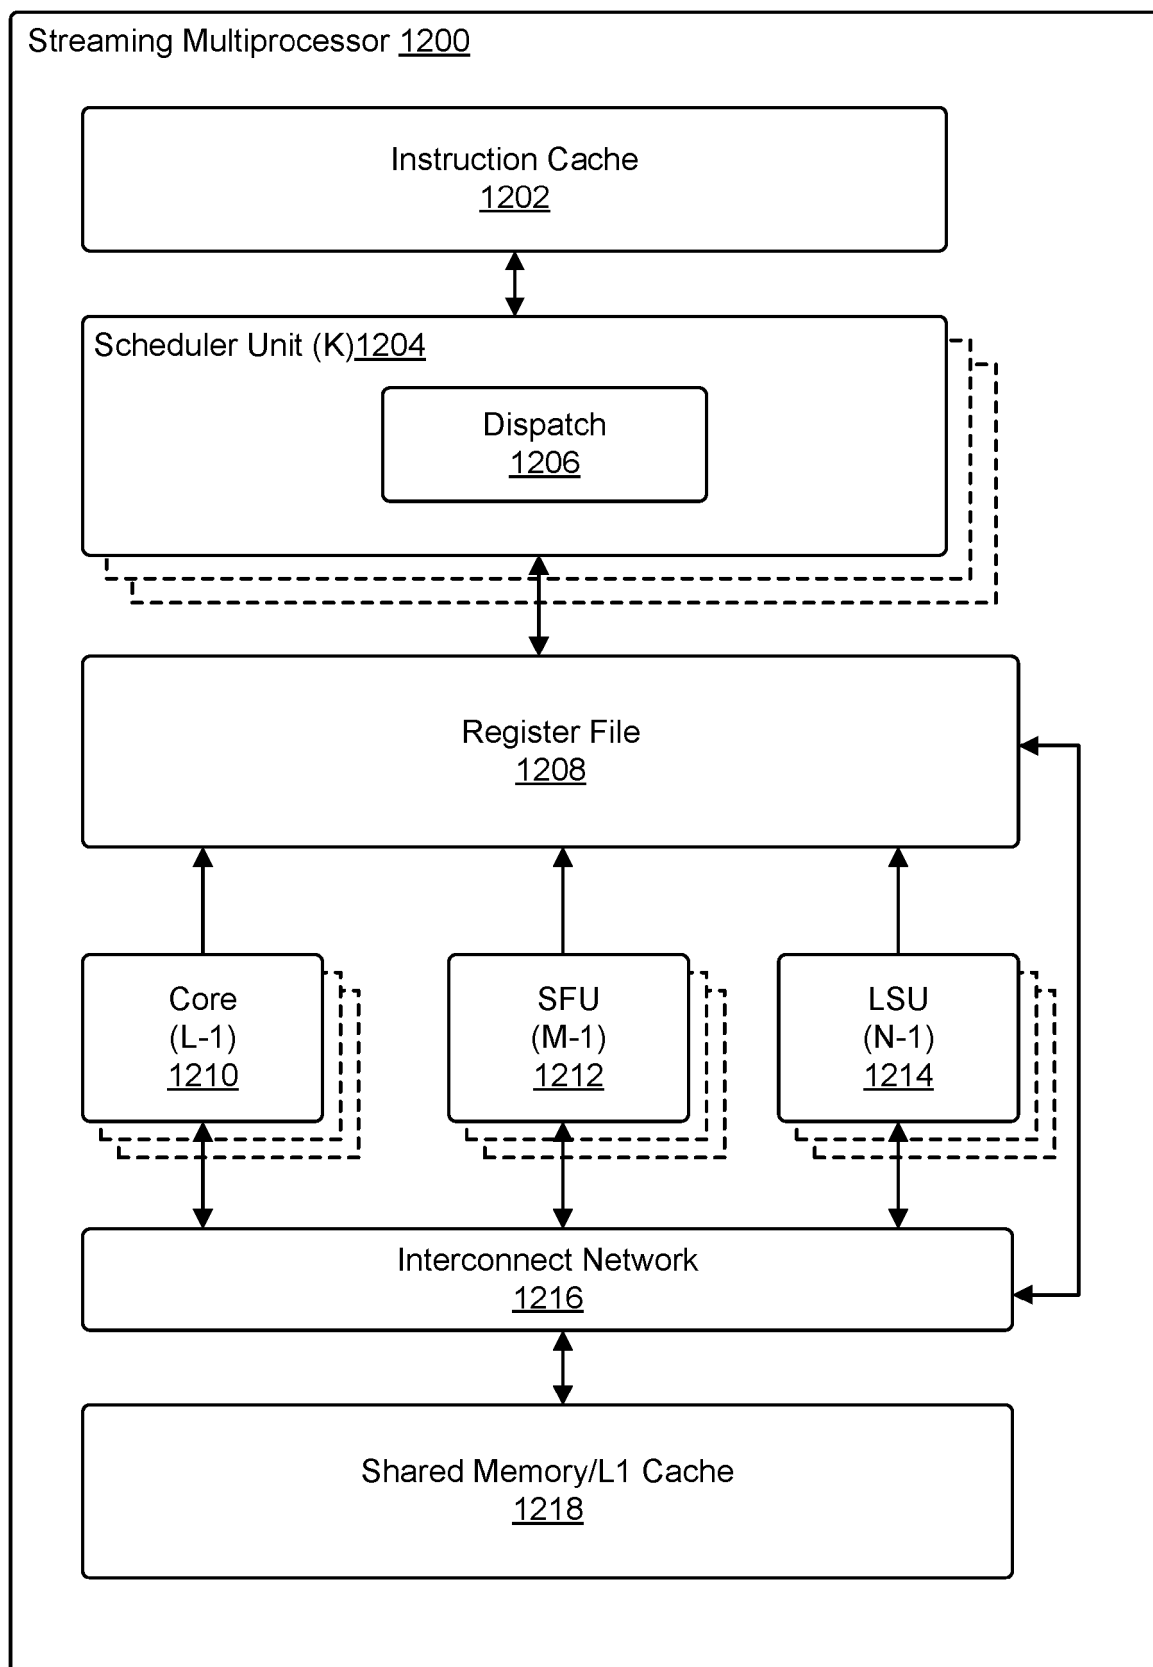 Streaming Multiprocessor 1200
Instruction Cache
1202
Scheduler Unit (K)1204
Dispatch
1206
Register File
1208
Core
(L-1)
1210
SFU
(M-1)
1212
LSU
(N-1)
1214
Interconnect Network
1216
Shared Memory/L1 Cache
1218